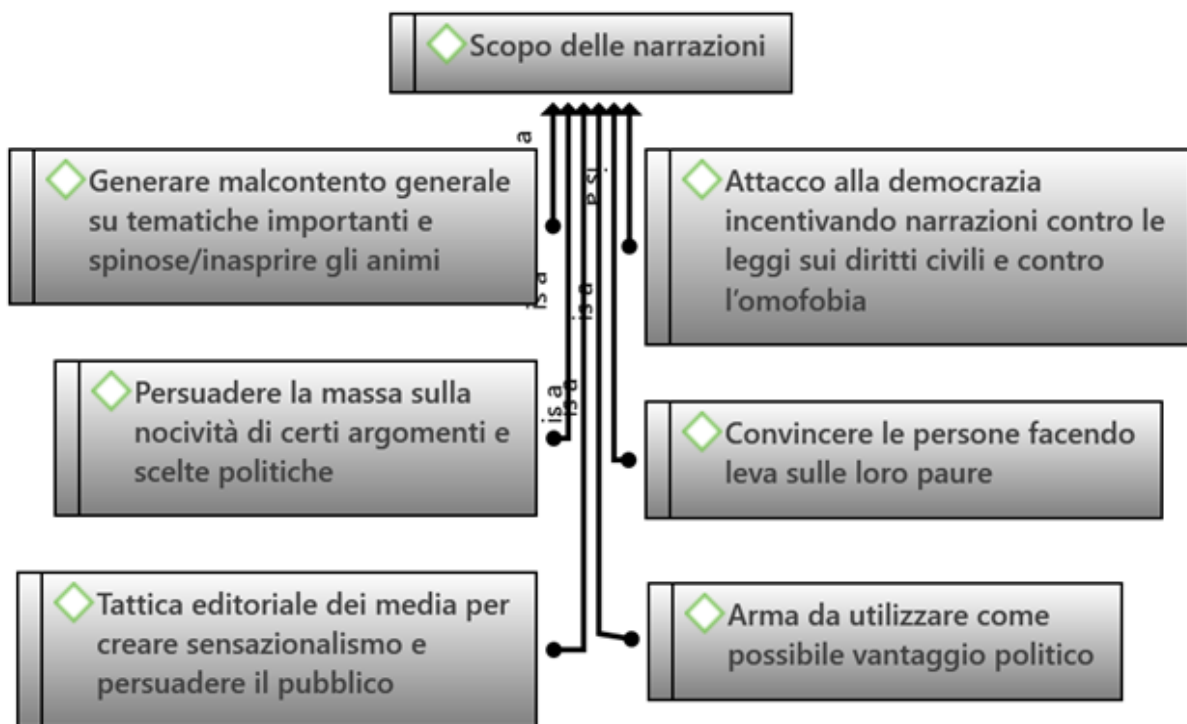 Scopo delle narrazioni
Generare malcontento generale
su tematiche importanti e
spinose/inasprire gli animi
Attacco alla democrazia
incentivando narrazioni contro le
leggi sui diritti civili e contro
l'omofobia
Persuadere la massa sulla
nocività di certi argomenti e
scelte politiche
Convincere le persone facendo
leva sulle loro paure
Tattica editoriale dei media per
creare sensazionalismo e
persuadere il pubblico
Arma da utilizzare come
possibile vantaggio politico
a
is a
is a
is a
is a
is a